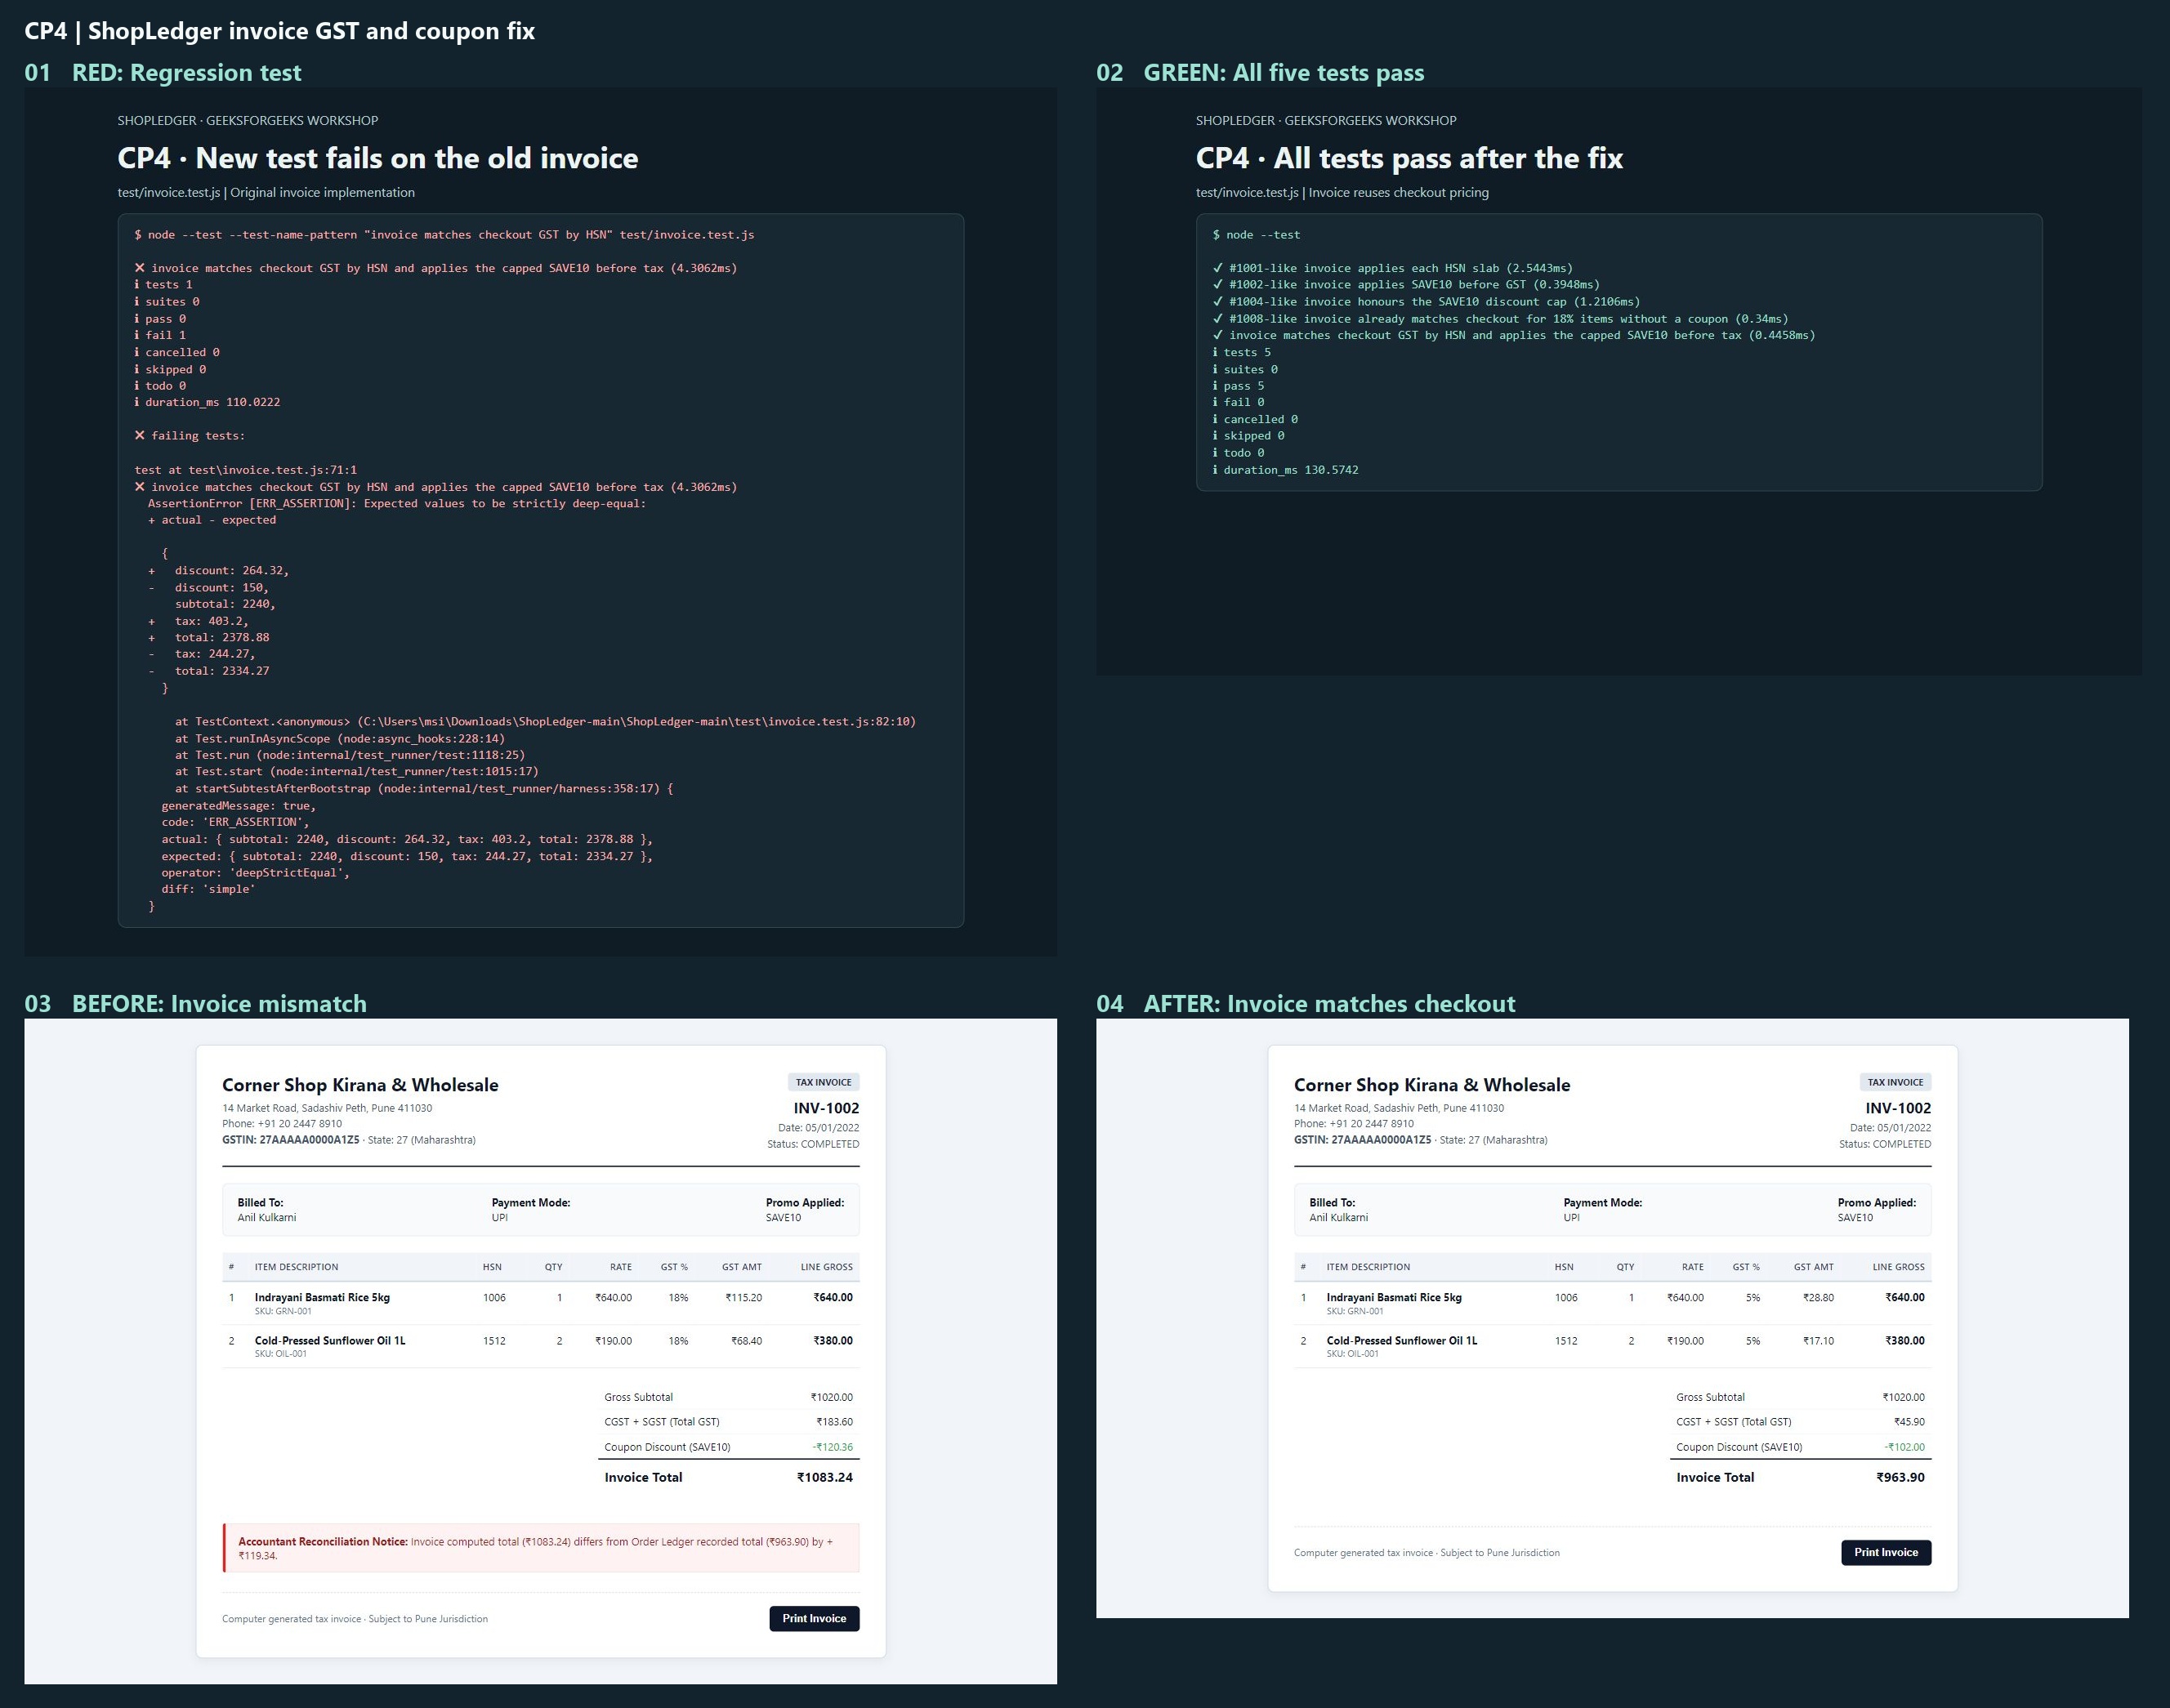 CP4 | ShopLedger invoice GST and coupon fix
01 RED: Regression test
SHOPLEDGER · GEEKSFORGEEKS WORKSHOP
CP4 · New test fails on the old invoice
test/invoice.test.js | Original invoice implementation
$ node --test --test-name-pattern "invoice matches checkout GST by HSN" test/invoice.test.js
✖ invoice matches checkout GST by HSN and applies the capped SAVE10 before tax (4.3062ms)
ℹ tests 1
ℹ suites 0
ℹ pass 0
ℹ fail 1
ℹ cancelled 0
ℹ skipped 0
ℹ todo 0
ℹ duration_ms 110.0222
✖ failing tests:
test at test\invoice.test.js:71:1
✖ invoice matches checkout GST by HSN and applies the capped SAVE10 before tax (4.3062ms)
AssertionError [ERR_ASSERTION]: Expected values to be strictly deep-equal:
+ actual - expected
{
+ discount: 264.32,
- discount: 150,
subtotal: 2240,
+ tax: 403.2,
+ total: 2378.88
- tax: 244.27,
- total: 2334.27
}
at TestContext.<anonymous> (C:\Users\msi\Downloads\ShopLedger-main\ShopLedger-main\test\invoice.test.js:82:10)
at Test.runInAsyncScope (node:async_hooks:228:14)
at Test.run (node:internal/test_runner/test:1118:25)
at Test.start (node:internal/test_runner/test:1015:17)
at startSubtestAfterBootstrap (node:internal/test_runner/harness:358:17) {
generatedMessage: true,
code: 'ERR_ASSERTION',
actual: { subtotal: 2240, discount: 264.32, tax: 403.2, total: 2378.88 },
expected: { subtotal: 2240, discount: 150, tax: 244.27, total: 2334.27 },
operator: 'deepStrictEqual',
diff: 'simple'
}
02 GREEN: All five tests pass
SHOPLEDGER · GEEKSFORGEEKS WORKSHOP
CP4 · All tests pass after the fix
test/invoice.test.js | Invoice reuses checkout pricing
$ node --test
✔ #1001-like invoice applies each HSN slab (2.5443ms)
✔ #1002-like invoice applies SAVE10 before GST (0.3948ms)
✔ #1004-like invoice honours the SAVE10 discount cap (1.2106ms)
✔ #1008-like invoice already matches checkout for 18% items without a coupon (0.34ms)
✔ invoice matches checkout GST by HSN and applies the capped SAVE10 before tax (0.4458ms)
ℹ tests 5
ℹ suites 0
ℹ pass 5
ℹ fail 0
ℹ cancelled 0
ℹ skipped 0
ℹ todo 0
ℹ duration_ms 130.5742
03 BEFORE: Invoice mismatch
Corner Shop Kirana & Wholesale
14 Market Road, Sadashiv Peth, Pune 411030
Phone: +91 20 2447 8910
GSTIN: 27AAAAA0000A1Z5 · State: 27 (Maharashtra)
TAX INVOICE
INV-1002
Date: 05/01/2022
Status: COMPLETED
Billed To: Payment Mode: Promo Applied:
Anil Kulkarni UPI SAVE10
# ITEM DESCRIPTION HSN QTY RATE GST % GST AMT LINE GROSS
1 Indrayani Basmati Rice 5kg 1006 1 ₹640.00 18% ₹115.20 ₹640.00
SKU: GRN-001
2 Cold-Pressed Sunflower Oil 1L 1512 2 ₹190.00 18% ₹68.40 ₹380.00
SKU: OIL-001
Gross Subtotal ₹1020.00
CGST + SGST (Total GST) ₹183.60
Coupon Discount (SAVE10) -₹120.36
Invoice Total ₹1083.24
Accountant Reconciliation Notice: Invoice computed total (₹1083.24) differs from Order Ledger recorded total (₹963.90) by +
₹119.34.
Computer generated tax invoice · Subject to Pune Jurisdiction
Print Invoice
04 AFTER: Invoice matches checkout
Corner Shop Kirana & Wholesale
14 Market Road, Sadashiv Peth, Pune 411030
Phone: +91 20 2447 8910
GSTIN: 27AAAAA0000A1Z5 · State: 27 (Maharashtra)
TAX INVOICE
INV-1002
Date: 05/01/2022
Status: COMPLETED
Billed To: Payment Mode: Promo Applied:
Anil Kulkarni UPI SAVE10
# ITEM DESCRIPTION HSN QTY RATE GST % GST AMT LINE GROSS
1 Indrayani Basmati Rice 5kg 1006 1 ₹640.00 5% ₹28.80 ₹640.00
SKU: GRN-001
2 Cold-Pressed Sunflower Oil 1L 1512 2 ₹190.00 5% ₹17.10 ₹380.00
SKU: OIL-001
Gross Subtotal ₹1020.00
CGST + SGST (Total GST) ₹45.90
Coupon Discount (SAVE10) -₹102.00
Invoice Total ₹963.90
Computer generated tax invoice · Subject to Pune Jurisdiction
Print Invoice